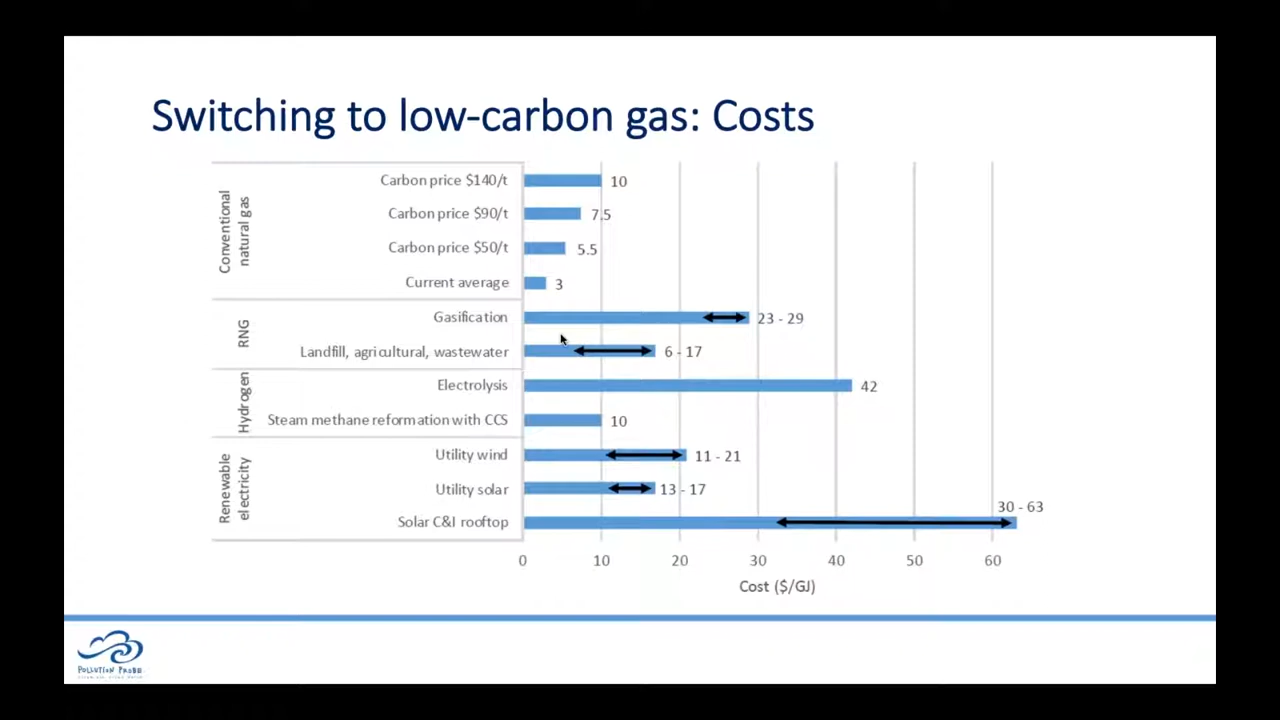 Switching to low-carbon gas: Costs
Conventional
natural gas
Carbon price $140/t
10
Carbon price $90/t
7.5
Carbon price $50/t
5.5
Current average
3
RNG
Gasification
23 - 29
Landfill, agricultural, wastewater
6 - 17
Hydrogen
Electrolysis
42
Steam methane reformation with CCS
10
Renewable
electricity
Utility wind
11 - 21
Utility solar
13 - 17
Solar C&I rooftop
30 - 63
0 10 20 30 40 50 60
Cost ($/GJ)
POLLUTION PROBE